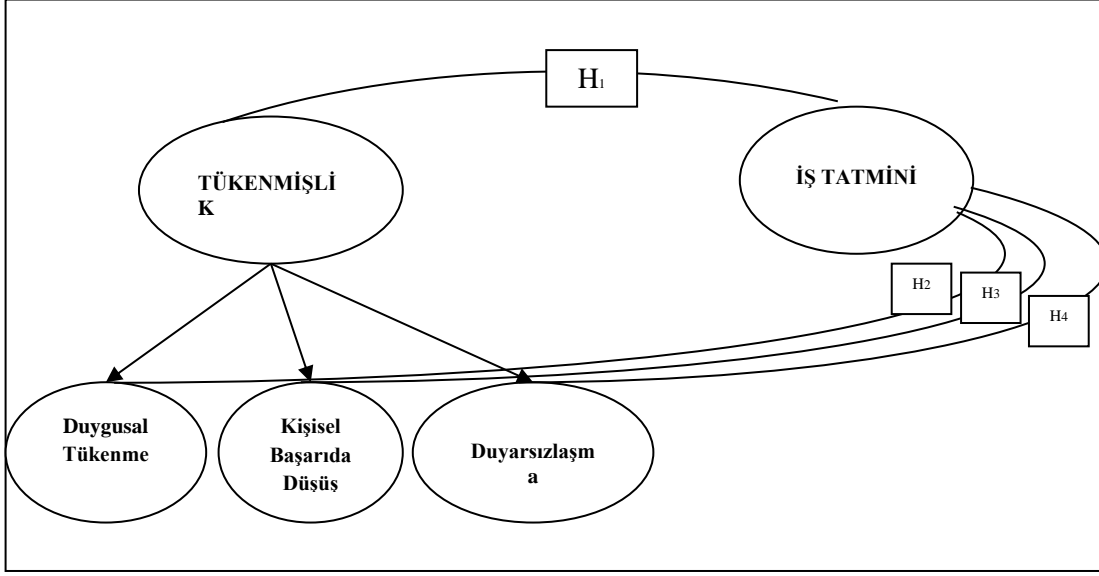 H1
TÜKENMİŞLİ
K
İŞ TATMİNİ
H2
H3
H4
Duygusal
Tükenme
Kişisel
Başarıda
Düşüş
Duyarsızlaşm
a